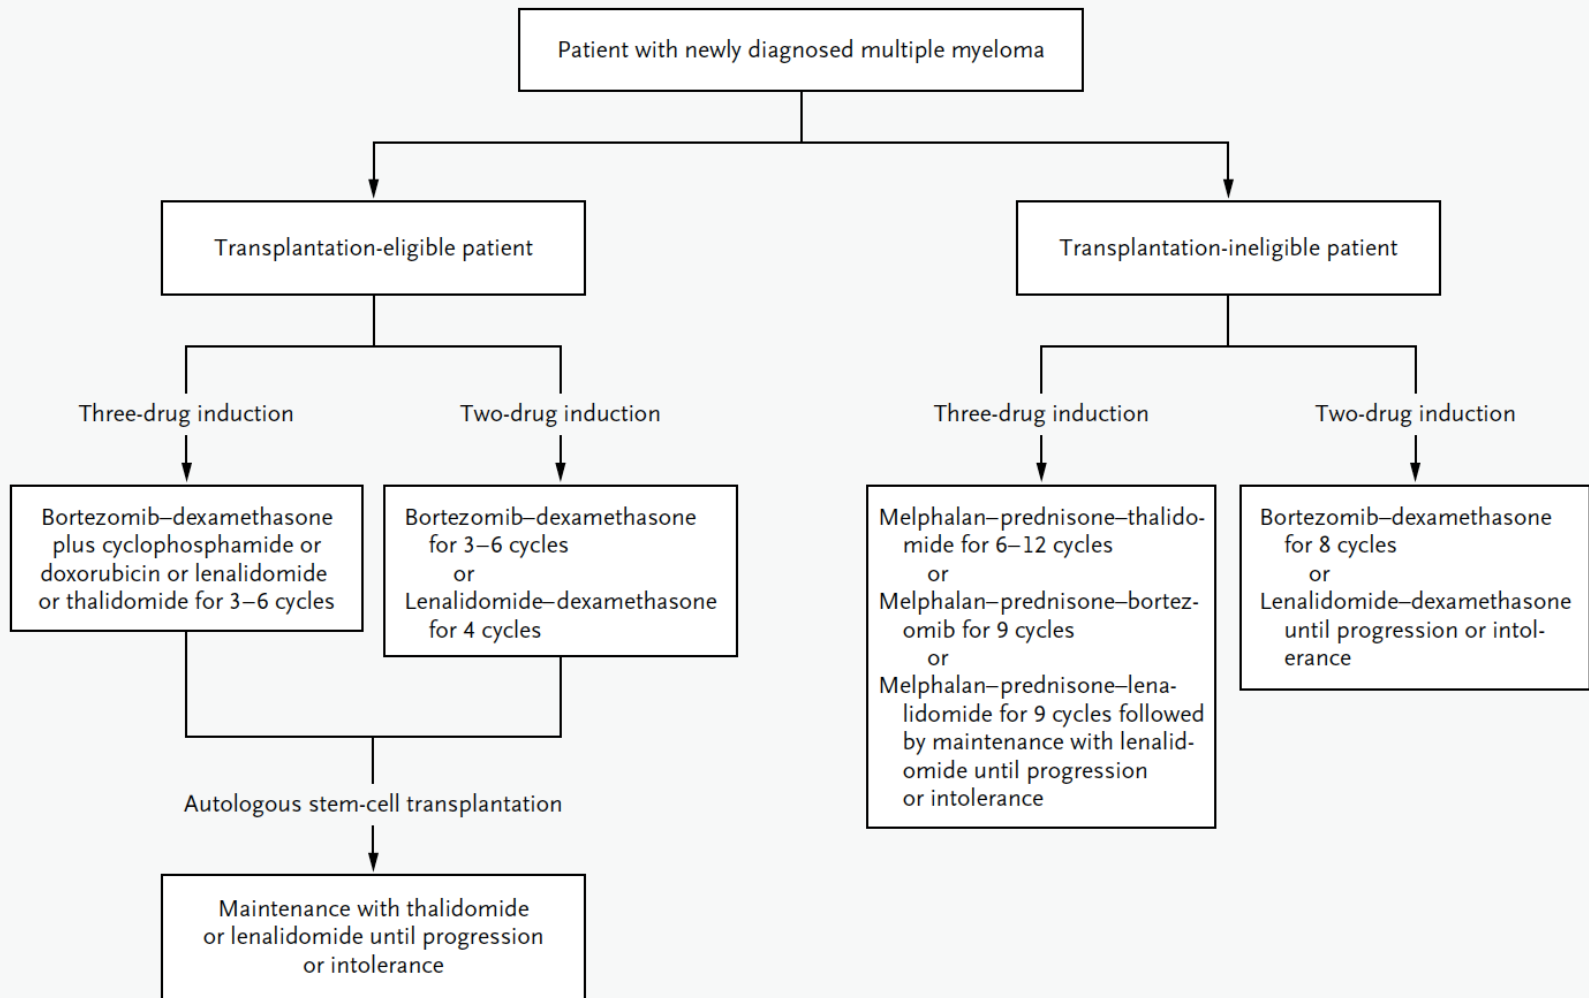 Patient with newly diagnosed multiple myeloma
Transplantation-eligible patient
Transplantation-ineligible patient
Three-drug induction
Two-drug induction
Three-drug induction
Two-drug induction
Bortezomib–dexamethasone
plus cyclophosphamide or
doxorubicin or lenalidomide
or thalidomide for 3–6 cycles
Bortezomib–dexamethasone
for 3–6 cycles
or
Lenalidomide–dexamethasone
for 4 cycles
Melphalan–prednisone–thalido-
mide for 6–12 cycles
or
Melphalan–prednisone–bortez-
omib for 9 cycles
or
Melphalan–prednisone–lena-
lidomide for 9 cycles followed
by maintenance with lenalid-
omide until progression
or intolerance
Bortezomib–dexamethasone
for 8 cycles
or
Lenalidomide–dexamethasone
until progression or intol-
erance
Autologous stem-cell transplantation
Maintenance with thalidomide
or lenalidomide until progression
or intolerance